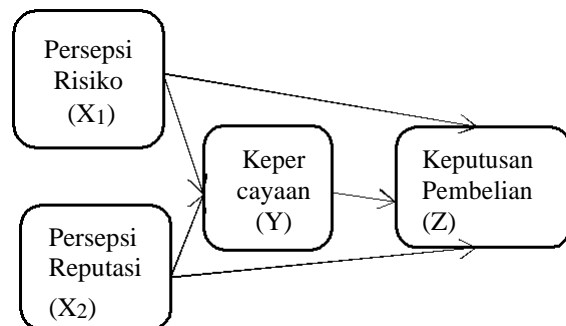 Persepsi
Risiko
(X1)
Keper
cayaan
(Y)
Keputusan
Pembelian
(Z)
Persepsi
Reputasi
(X2)